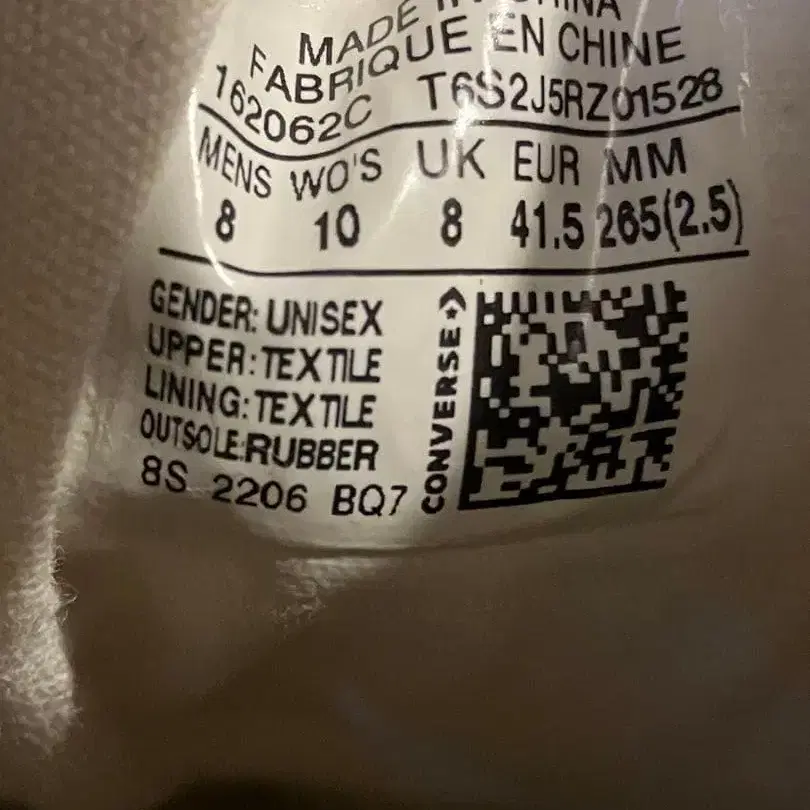 MADE IN CHINA
FABRIQUE EN CHINE
162062C T6S2J5RZ01528
MENS WO'S UK EUR MM
8 10 8 41.5 265(2.5)
GENDER: UNISEX
UPPER: TEXTILE
LINING: TEXTILE
OUTSOLE: RUBBER
8S 2206 BQ7
CONVERSE